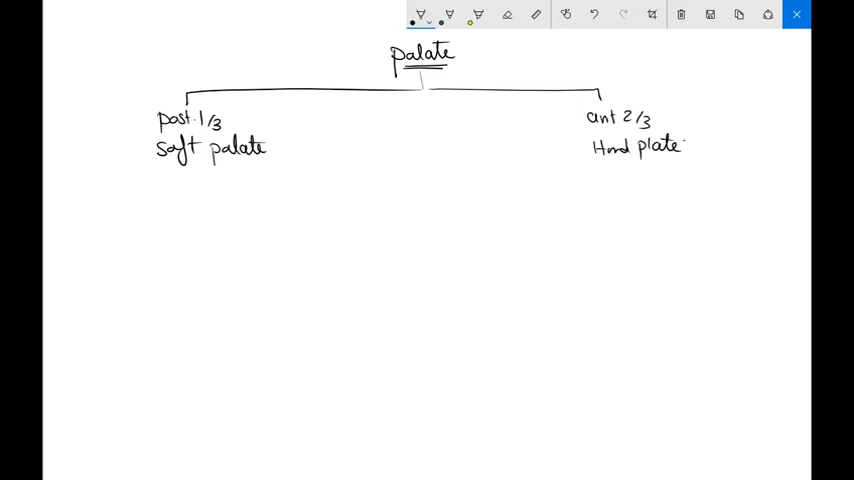 palate
post. 1/3
Soft palate
ant 2/3
Hard plate